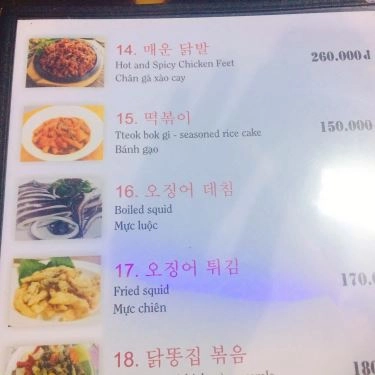 14. 매운 닭발
Hot and Spicy Chicken Feet
Chân gà xào cay
260.000đ
15. 떡볶이
Tteok bok gi - seasoned rice cake
Bánh gạo
150.000
16. 오징어 데침
Boiled squid
Mực luộc
17. 오징어 튀김
Fried squid
Mực chiên
170.
18. 닭똥집 볶음
180